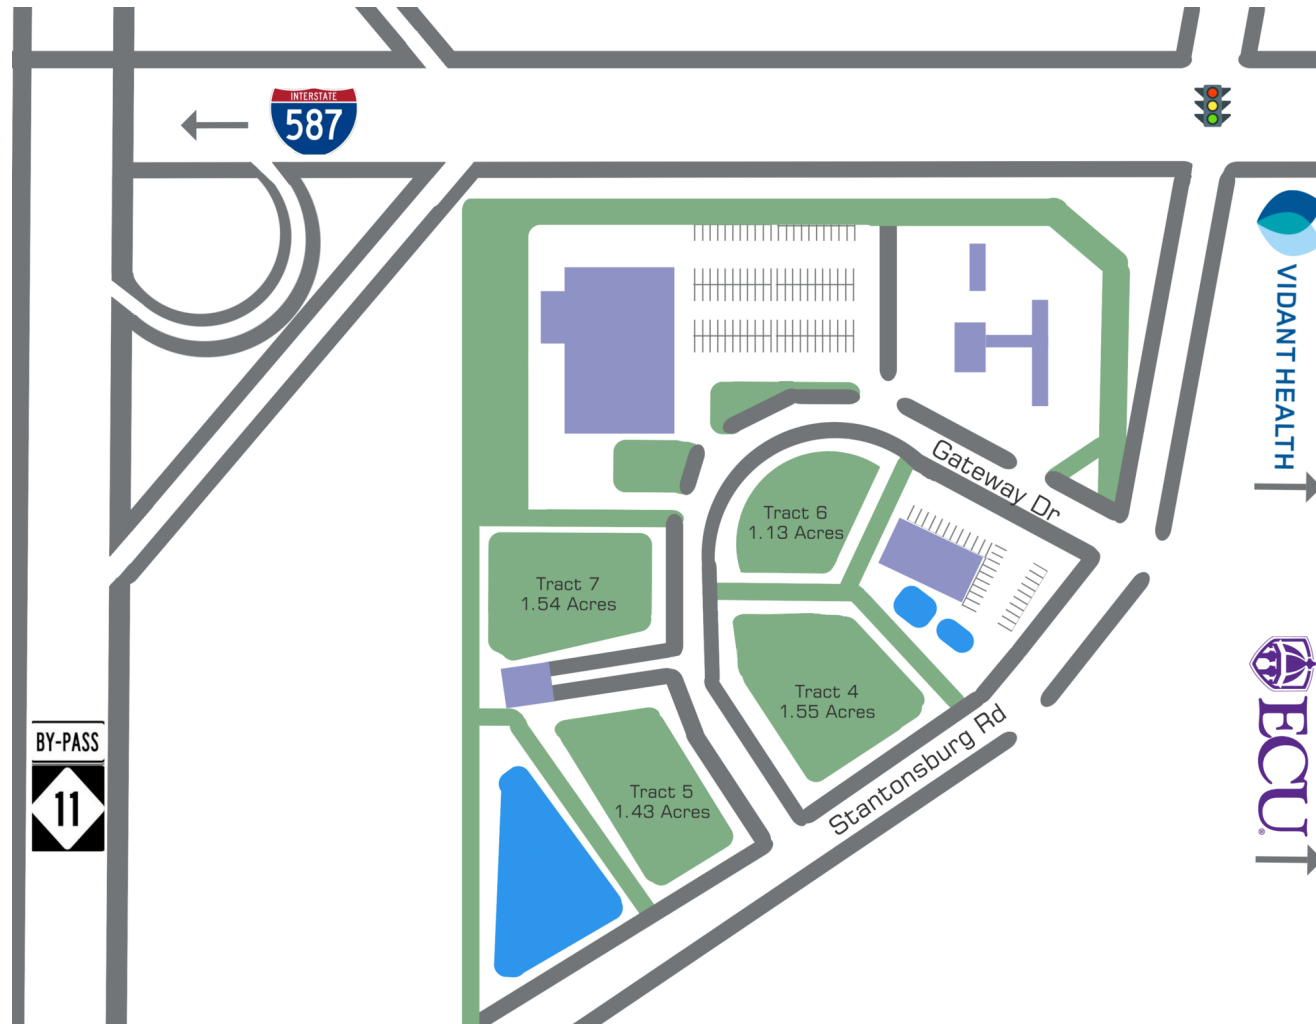 INTERSTATE
587
VIDANT HEALTH
Gateway Dr
Tract 6
1.13 Acres
Tract 7
1.54 Acres
Tract 4
1.55 Acres
Stantonsburg Rd
BY-PASS
11
Tract 5
1.43 Acres
ECU®